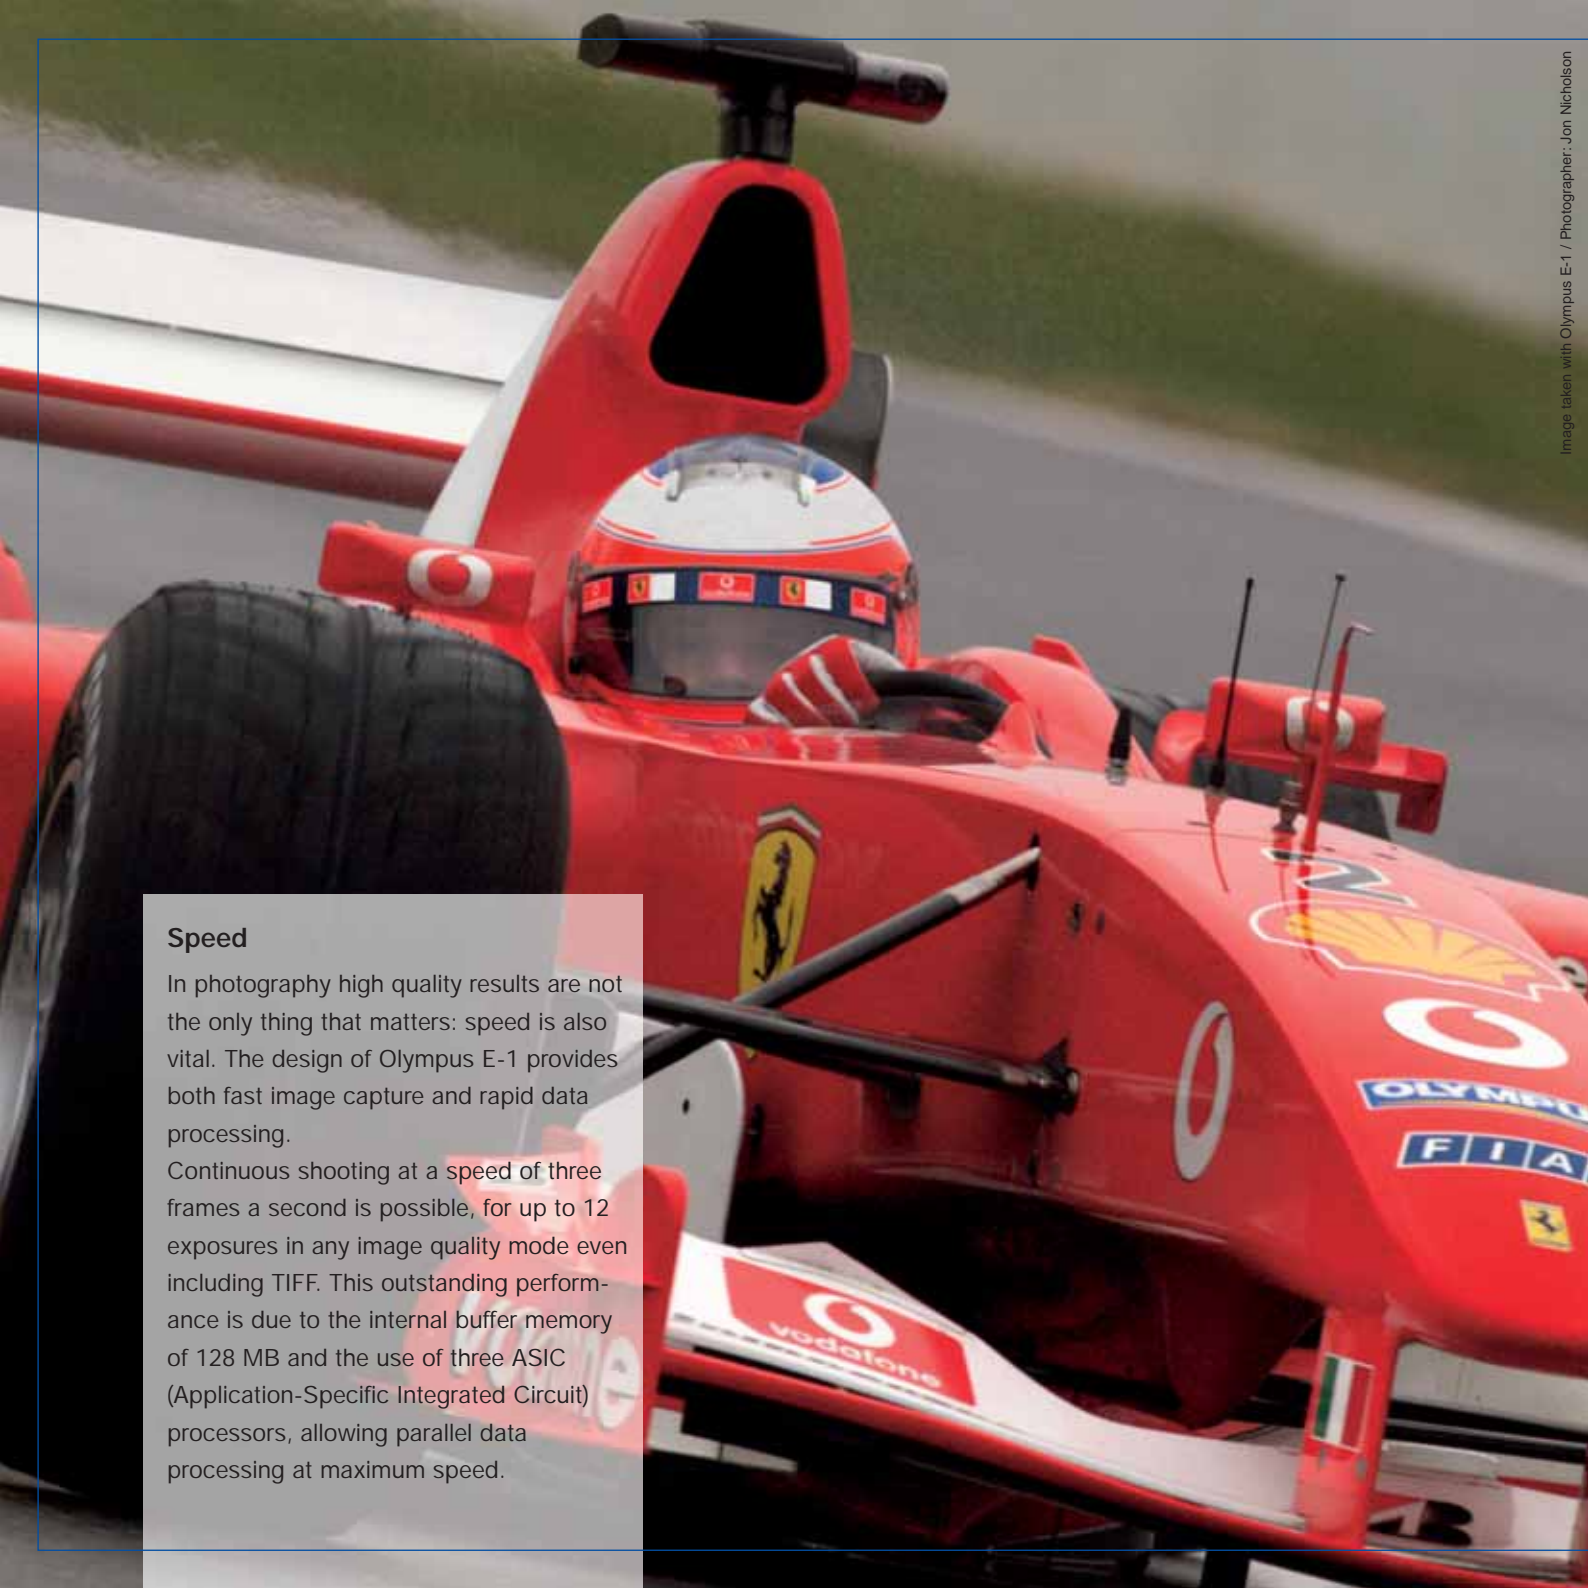 Image taken with Olympus E-1 / Photographer: Jon Nicholson
Speed
In photography high quality results are not
the only thing that matters: speed is also
vital. The design of Olympus E-1 provides
both fast image capture and rapid data
processing.
Continuous shooting at a speed of three
frames a second is possible, for up to 12
exposures in any image quality mode even
including TIFF. This outstanding perform-
ance is due to the internal buffer memory
of 128 MB and the use of three ASIC
(Application-Specific Integrated Circuit)
processors, allowing parallel data
processing at maximum speed.
2
OLYMPU
FIA
vodafone